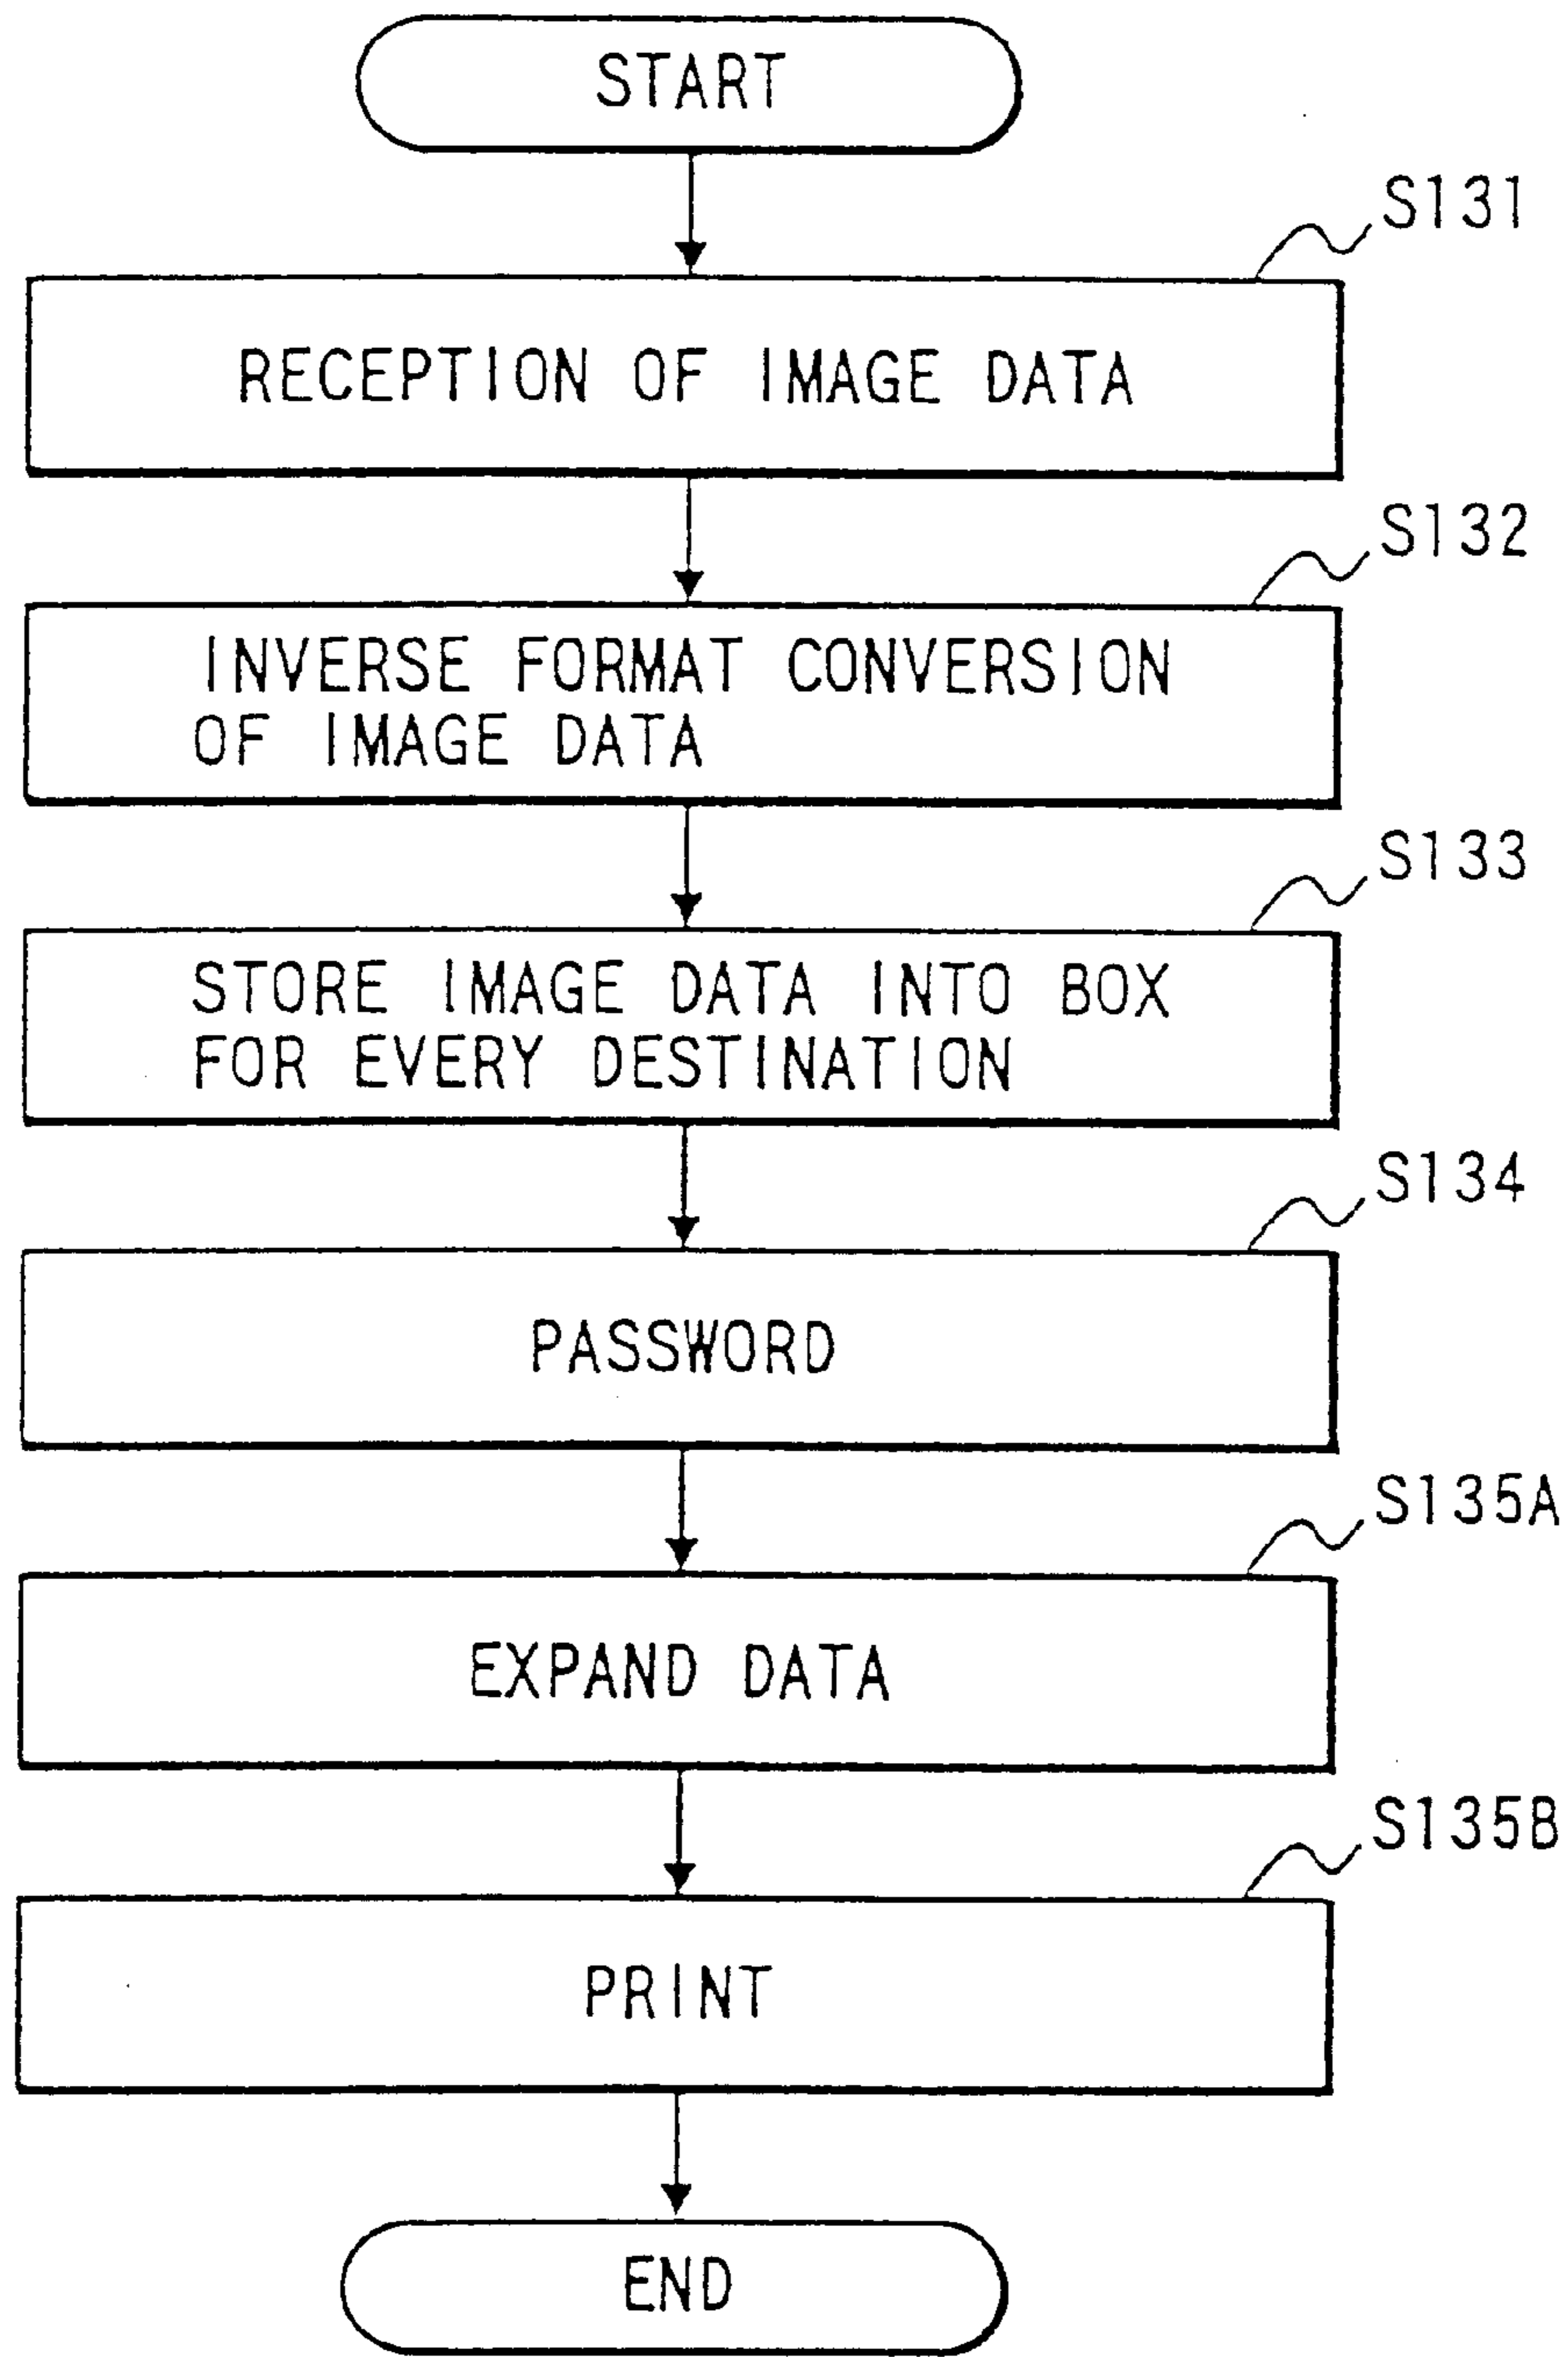 START
S131
RECEPTION OF IMAGE DATA
S132
INVERSE FORMAT CONVERSION
OF IMAGE DATA
S133
STORE IMAGE DATA INTO BOX
FOR EVERY DESTINATION
S134
PASSWORD
S135A
EXPAND DATA
S135B
PRINT
END